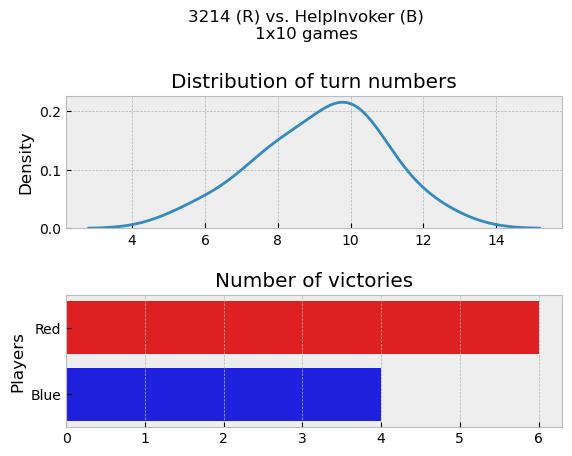 3214 (R) vs. HelpInvoker (B)
1x10 games
Distribution of turn numbers
Density
0.2
0.1
0.0
4 6 8 10 12 14
Number of victories
Players
Red
Blue
0 1 2 3 4 5 6